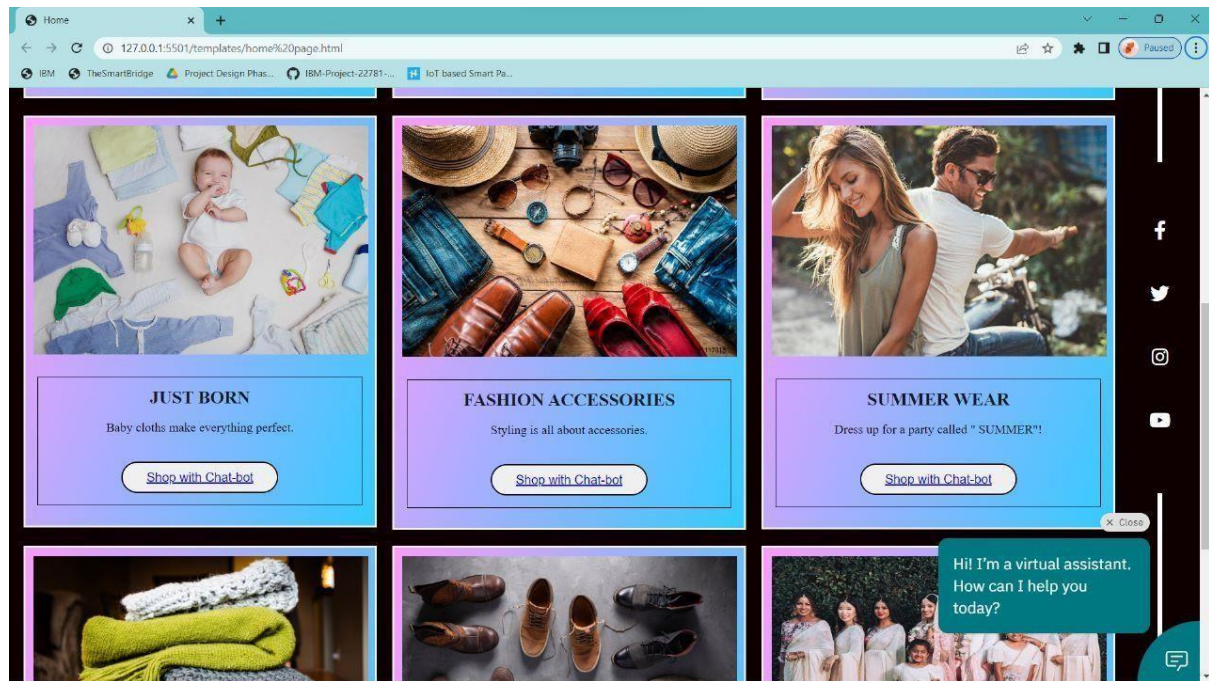 Home
127.0.0.1:5501/templates/home%20page.html
Paused
IBM
TheSmartBridge
Project Design Phas...
IBM-Project-22781-...
IoT based Smart Pa...
117015
JUST BORN
Baby cloths make everything perfect.
Shop with Chat-bot
FASHION ACCESSORIES
Styling is all about accessories.
Shop with Chat-bot
SUMMER WEAR
Dress up for a party called " SUMMER"!
Shop with Chat-bot
Close
Hi! I'm a virtual assistant.
How can I help you
today?